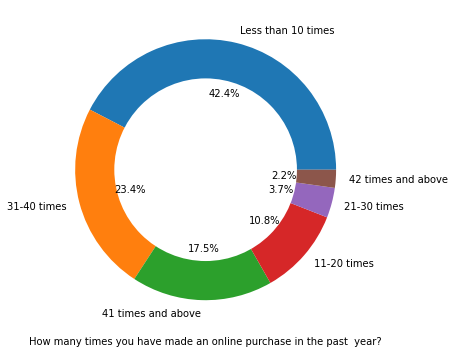 Less than 10 times
42.4%
2.2%
42 times and above
3.7%
23.4%
31-40 times
21-30 times
10.8%
17.5%
11-20 times
41 times and above
How many times you have made an online purchase in the past  year?